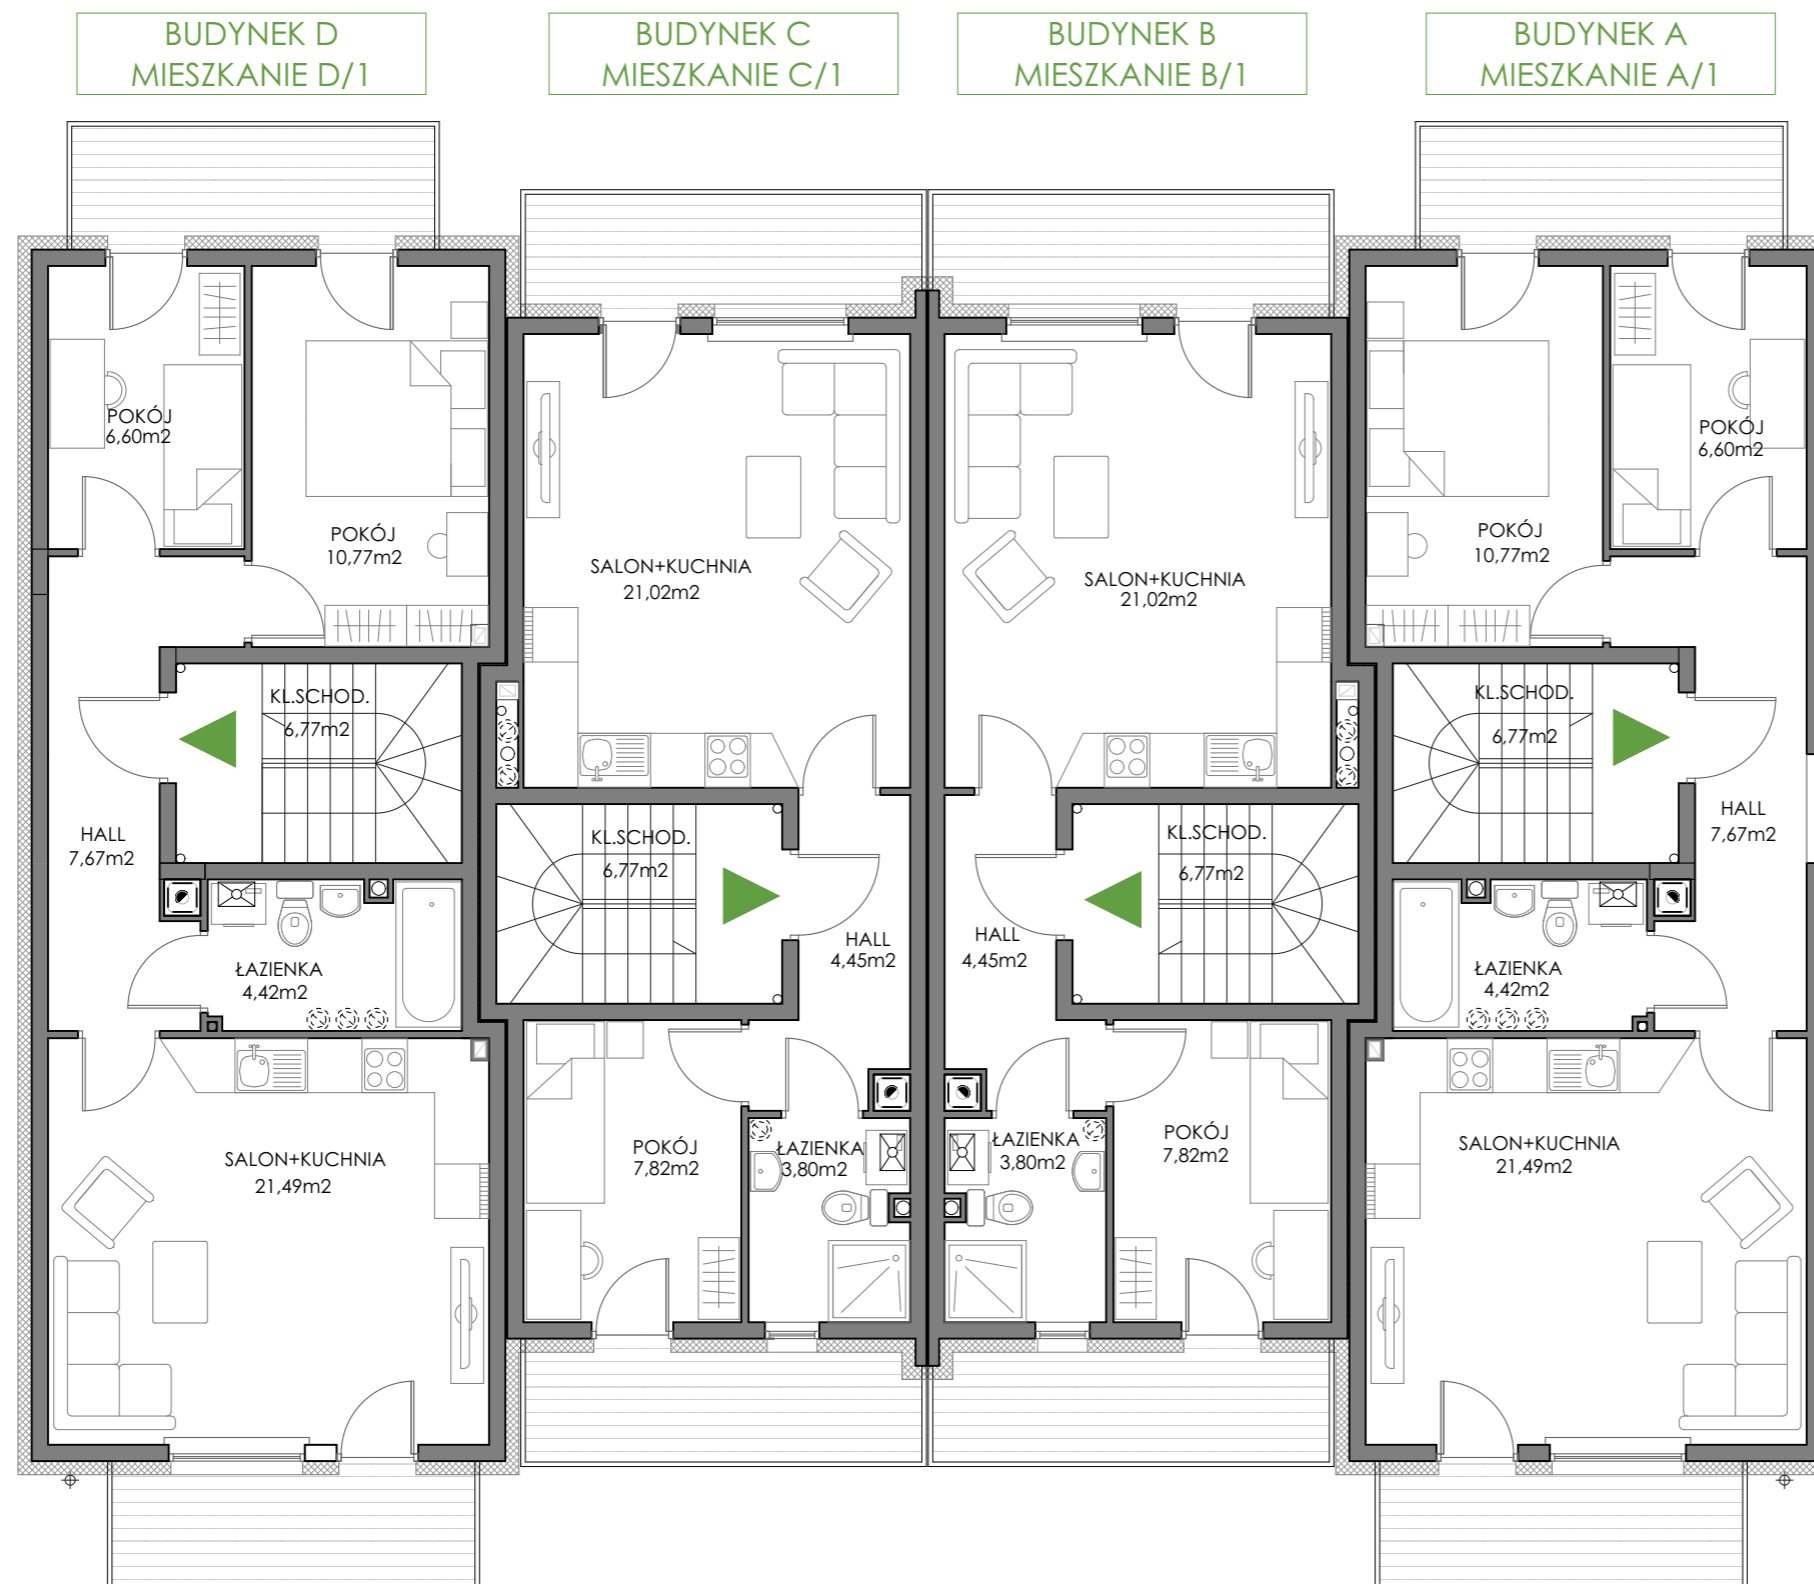 BUDYNEK D
MIESZKANIE D/1
BUDYNEK C
MIESZKANIE C/1
BUDYNEK B
MIESZKANIE B/1
BUDYNEK A
MIESZKANIE A/1
POKÓJ
6,60m2
POKÓJ
10,77m2
KL.SCHOD.
6,77m2
HALL
7,67m2
ŁAZIENKA
4,42m2
SALON+KUCHNIA
21,49m2
SALON+KUCHNIA
21,02m2
KL.SCHOD.
6,77m2
HALL
4,45m2
POKÓJ
7,82m2
ŁAZIENKA
3,80m2
SALON+KUCHNIA
21,02m2
KL.SCHOD.
6,77m2
HALL
4,45m2
ŁAZIENKA
3,80m2
POKÓJ
7,82m2
POKÓJ
10,77m2
POKÓJ
6,60m2
KL.SCHOD.
6,77m2
HALL
7,67m2
ŁAZIENKA
4,42m2
SALON+KUCHNIA
21,49m2